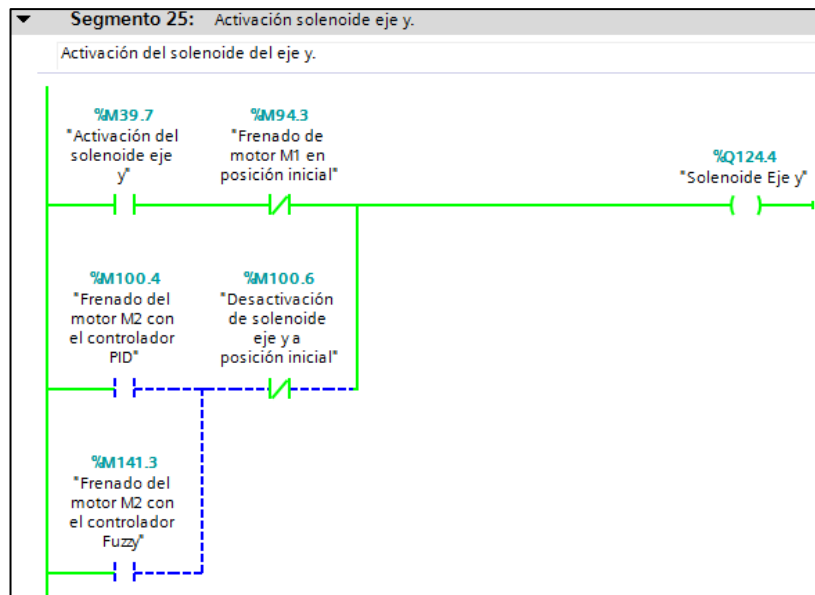 Segmento 25: Activación solenoide eje y.
Activación del solenoide del eje y.
%M39.7
"Activación del
solenoide eje
y"
%M94.3
"Frenado de
motor M1 en
posición inicial"
%Q124.4
"Solenoide Eje y"
%M100.4
"Frenado del
motor M2 con
el controlador
PID"
%M100.6
"Desactivación
de solenoide
eje y a
posición inicial"
%M141.3
"Frenado del
motor M2 con
el controlador
Fuzzy"